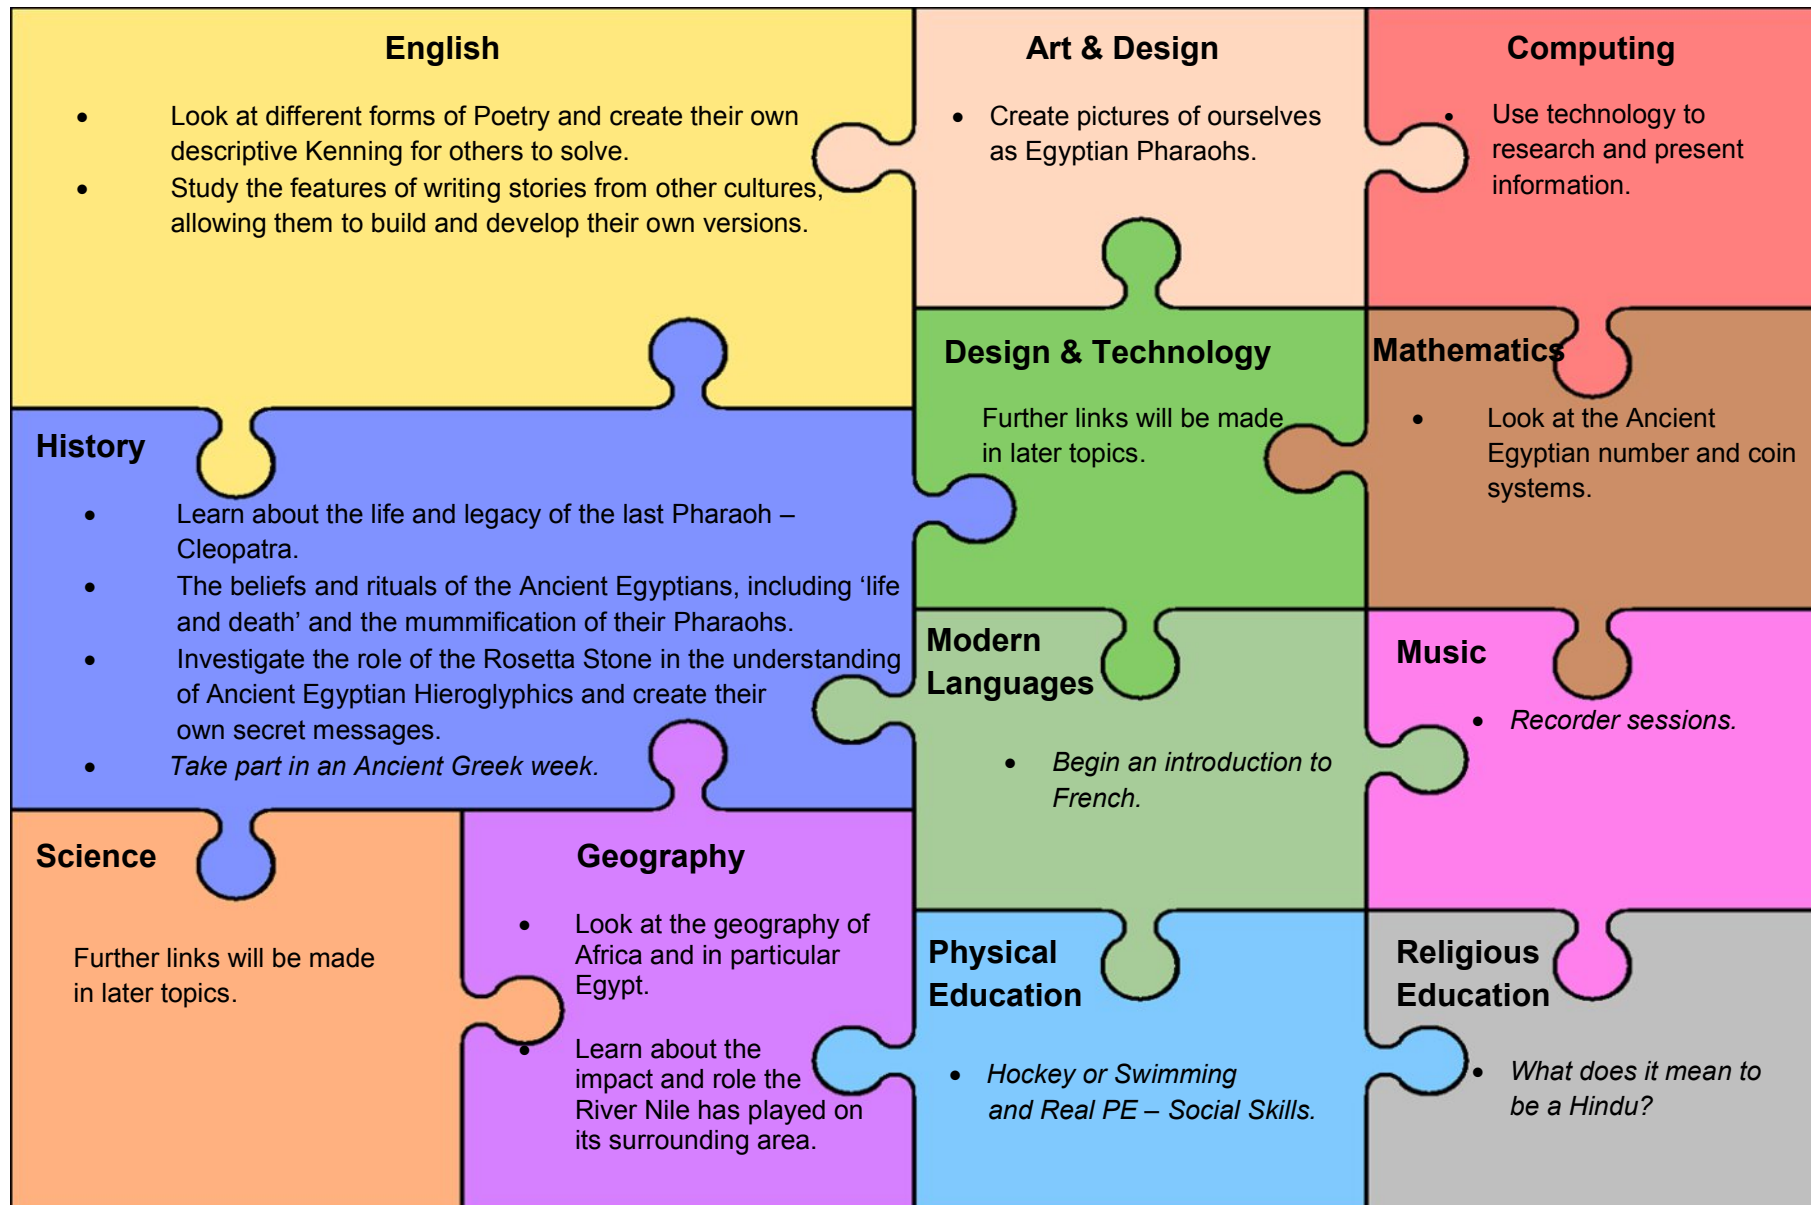 English
• Look at different forms of Poetry and create their own
descriptive Kenning for others to solve.
• Study the features of writing stories from other cultures,
allowing them to build and develop their own versions.
Art & Design
• Create pictures of ourselves
as Egyptian Pharaohs.
Computing
• Use technology to
research and present
information.
Design & Technology
Further links will be made
in later topics.
Mathematics
• Look at the Ancient
Egyptian number and coin
systems.
History
• Learn about the life and legacy of the last Pharaoh –
Cleopatra.
• The beliefs and rituals of the Ancient Egyptians, including ‘life
and death’ and the mummification of their Pharaohs.
• Investigate the role of the Rosetta Stone in the understanding
of Ancient Egyptian Hieroglyphics and create their
own secret messages.
• Take part in an Ancient Greek week.
Modern
Languages
• Begin an introduction to
French.
Music
• Recorder sessions.
Science
Further links will be made
in later topics.
Geography
• Look at the geography of
Africa and in particular
Egypt.
• Learn about the
impact and role the
River Nile has played on
its surrounding area.
Physical
Education
• Hockey or Swimming
and Real PE – Social Skills.
Religious
Education
• What does it mean to
be a Hindu?